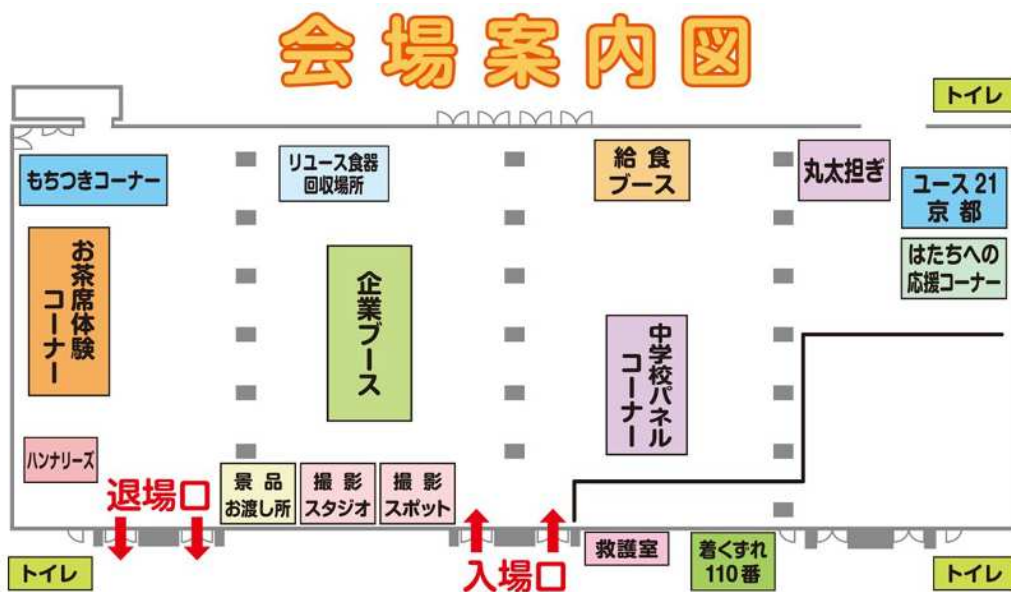 会場案内図
トイレ
もちつきコーナー
リユース食器
回収場所
給食
ブース
丸太担ぎ
ユース21
京都
はたちへの
応援コーナー
お茶席体験
コーナー
企業ブース
中学校パネル
コーナー
ハンナリーズ
景品
お渡し所
撮影
スタジオ
撮影
スポット
退場口
入場口
救護室
着くずれ
110番
トイレ
トイレ